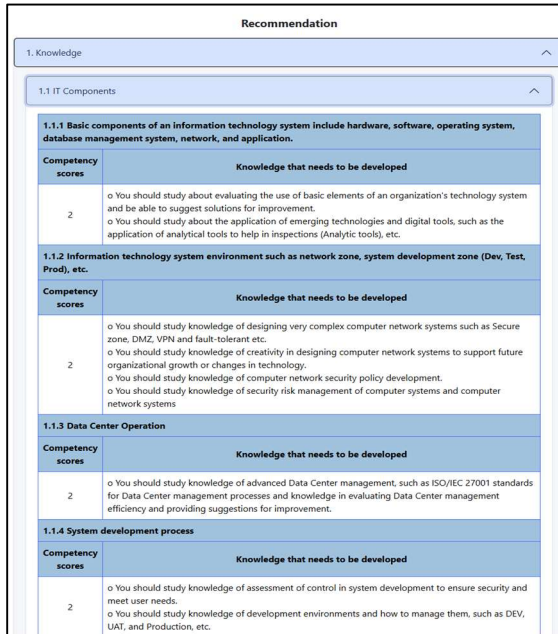 Recommendation
1. Knowledge
1.1 IT Components
1.1.1 Basic components of an information technology system include hardware, software, operating system,
database management system, network, and application.
Competency
scores
Knowledge that needs to be developed
2
o You should study about evaluating the use of basic elements of an organization's technology system
and be able to suggest solutions for improvement.
o You should study about the application of emerging technologies and digital tools, such as the
application of analytical tools to help in inspections (Analytic tools), etc.
1.1.2 Information technology system environment such as network zone, system development zone (Dev, Test,
Prod), etc.
Competency
scores
Knowledge that needs to be developed
2
o You should study knowledge of designing very complex computer network systems such as Secure
zone, DMZ, VPN and fault-tolerant etc.
o You should study knowledge of creativity in designing computer network systems to support future
organizational growth or changes in technology.
o You should study knowledge of computer network security policy development.
o You should study knowledge of security risk management of computer systems and computer
network systems
1.1.3 Data Center Operation
Competency
scores
Knowledge that needs to be developed
2
o You should study knowledge of advanced Data Center management, such as ISO/IEC 27001 standards
for Data Center management processes and knowledge in evaluating Data Center management
efficiency and providing suggestions for improvement.
1.1.4 System development process
Competency
scores
Knowledge that needs to be developed
2
o You should study knowledge of assessment of control in system development to ensure security and
meet user needs.
o You should study knowledge of development environments and how to manage them, such as DEV,
UAT, and Production, etc.